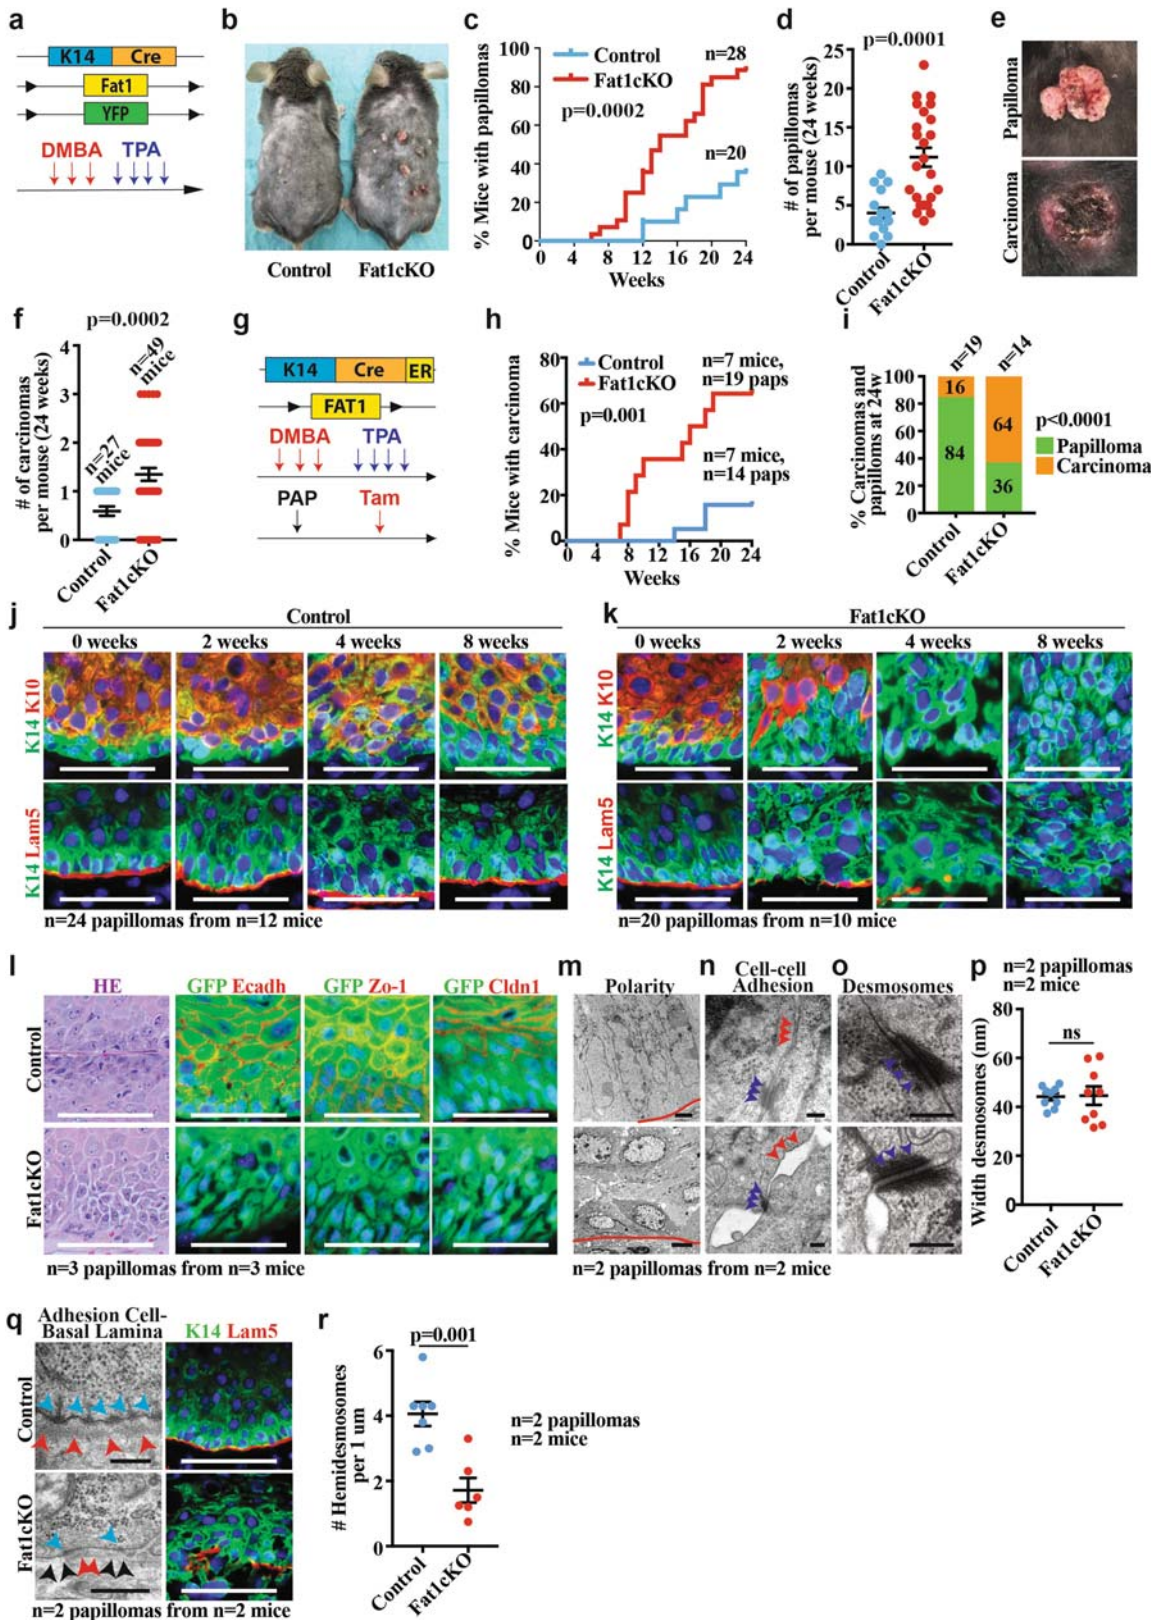 a
K14
Cre
Fat1
YFP
DMBA
TPA
b
Control
Fat1cKO
c
% Mice with papillomas
100
80
60
40
20
0
Control
Fat1cKO
p=0.0002
n=28
n=20
0
4
8
12
16
20
24
Weeks
d
p=0.0001
# of papillomas
per mouse (24 weeks)
25
20
15
10
5
0
Control
Fat1cKO
e
Papilloma
Carcinoma
f
p=0.0002
# of carcinomas
per mouse (24 weeks)
4
3
2
1
0
n=27
mice
n=49
mice
Control
Fat1cKO
g
K14
Cre
ER
FAT1
DMBA
TPA
PAP
Tam
h
% Mice with carcinoma
80
60
40
20
0
Control
Fat1cKO
p=0.001
n=7 mice,
n=19 paps
n=7 mice,
n=14 paps
0
4
8
12
16
20
24
Weeks
i
% Carcinomas and
papilloms at 24w
100
80
60
40
20
0
n=19
n=14
16
84
64
36
p<0.0001
Papilloma
Carcinoma
Control
Fat1cKO
j
Control
0 weeks
2 weeks
4 weeks
8 weeks
K14 K10
K14 Lam5
n=24 papillomas from n=12 mice
k
Fat1cKO
0 weeks
2 weeks
4 weeks
8 weeks
K14 K10
K14 Lam5
n=20 papillomas from n=10 mice
l
HE
GFP Ecadh
GFP Zo-1
GFP Cldn1
Control
Fat1cKO
n=3 papillomas from n=3 mice
m
Polarity
n
Cell-cell
Adhesion
o
Desmosomes
n=2 papillomas from n=2 mice
p
n=2 papillomas
n=2 mice
Width desmosomes (nm)
80
60
40
20
0
ns
Control
Fat1cKO
q
Adhesion Cell-
Basal Lamina
K14 Lam5
Control
Fat1cKO
n=2 papillomas from n=2 mice
r
p=0.001
# Hemidesmosomes
per 1 um
6
4
2
0
n=2 papillomas
n=2 mice
Control
Fat1cKO